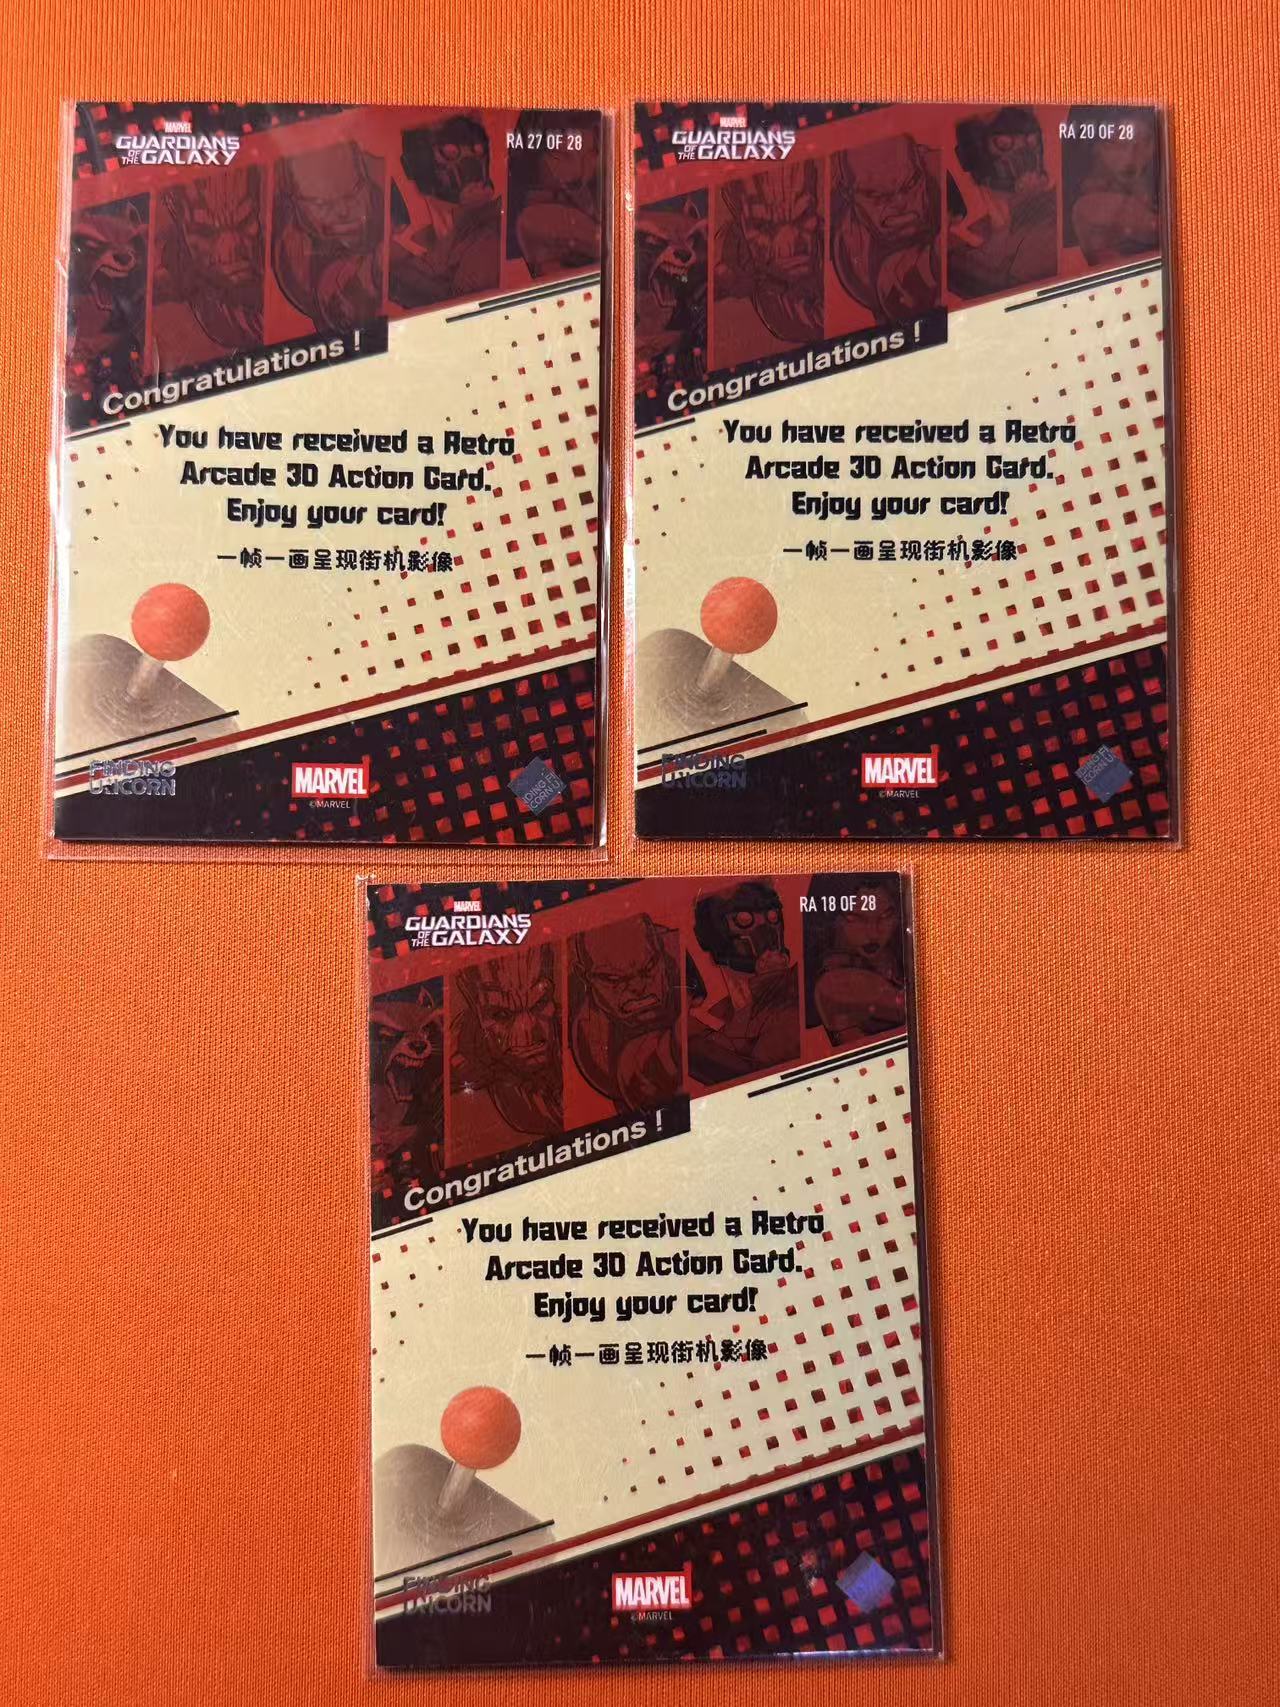 MARVEL
GUARDIANS
OF THE GALAXY
RA 27 OF 28
Congratulations !
You have received a Retro
Arcade 3D Action Card.
Enjoy your card!
一帧一画呈现街机影像
FINDING
UNICORN
MARVEL
©MARVEL
MARVEL
GUARDIANS
OF THE GALAXY
RA 20 OF 28
Congratulations !
You have received a Retro
Arcade 3D Action Card.
Enjoy your card!
一帧一画呈现街机影像
FINDING
UNICORN
MARVEL
©MARVEL
MARVEL
GUARDIANS
OF THE GALAXY
RA 18 OF 28
Congratulations !
You have received a Retro
Arcade 3D Action Card.
Enjoy your card!
一帧一画呈现街机影像
FINDING
UNICORN
MARVEL
©MARVEL